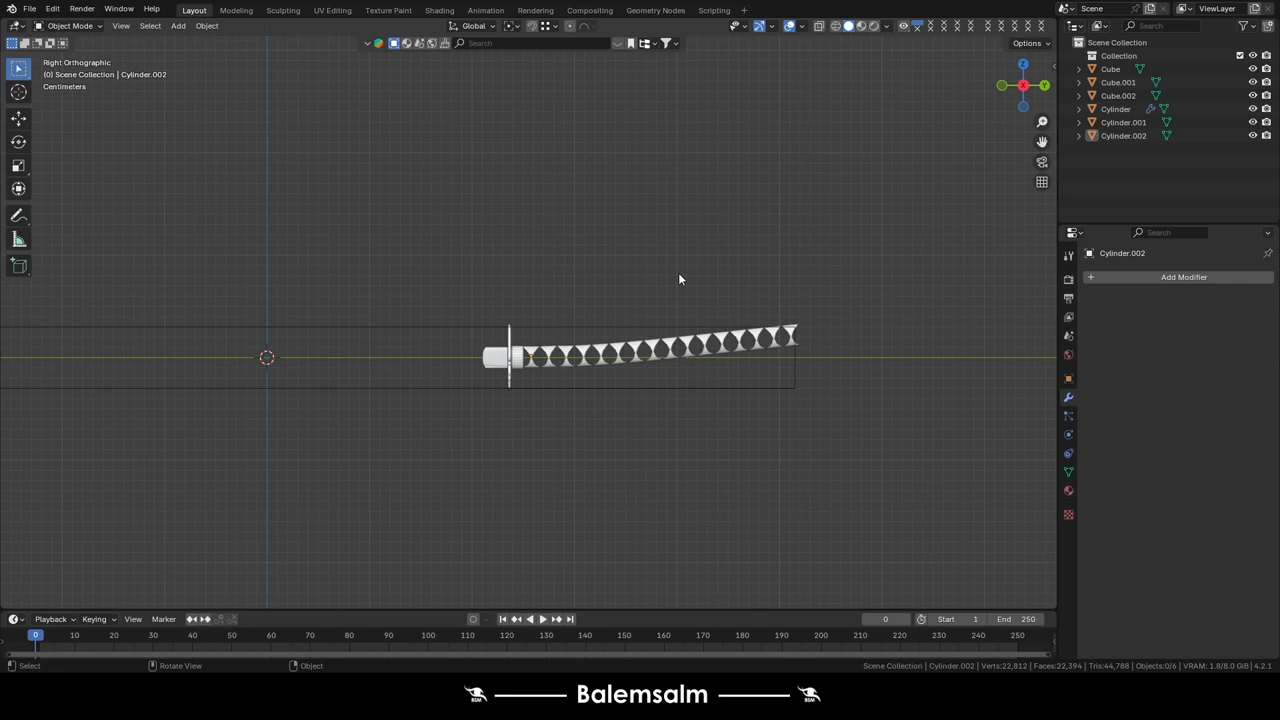 File Edit Render Window Help Layout Modeling Sculpting UV Editing Texture Paint Shading Animation Rendering Compositing Geometry Nodes Scripting + Scene ViewLayer
Object Mode View Select Add Object Global Search
Search Options
Right Orthographic
(0) Scene Collection | Cylinder.002
Centimeters
Z
X
Y
Scene Collection
Collection
Cube
Cube.001
Cube.002
Cylinder
Cylinder.001
Cylinder.002
Search
Cylinder.002
+ Add Modifier
Playback Keying View Marker 0 Start 1 End 250
0 10 20 30 40 50 60 70 80 90 100 110 120 130 140 150 160 170 180 190 200 210 220 230 240 250
Select Rotate View Object Scene Collection | Cylinder.002 | Verts:22,812 | Faces:22,394 | Tris:44,788 | Objects:0/6 | VRAM: 1.8/8.0 GiB | 4.2.1
BSM Balemsalm BSM